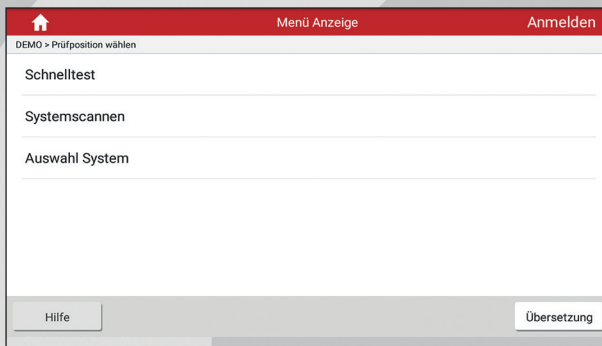 Menü Anzeige
Anmelden
DEMO > Prüfposition wählen
Schnelltest
Systemscannen
Auswahl System
Hilfe
Übersetzung